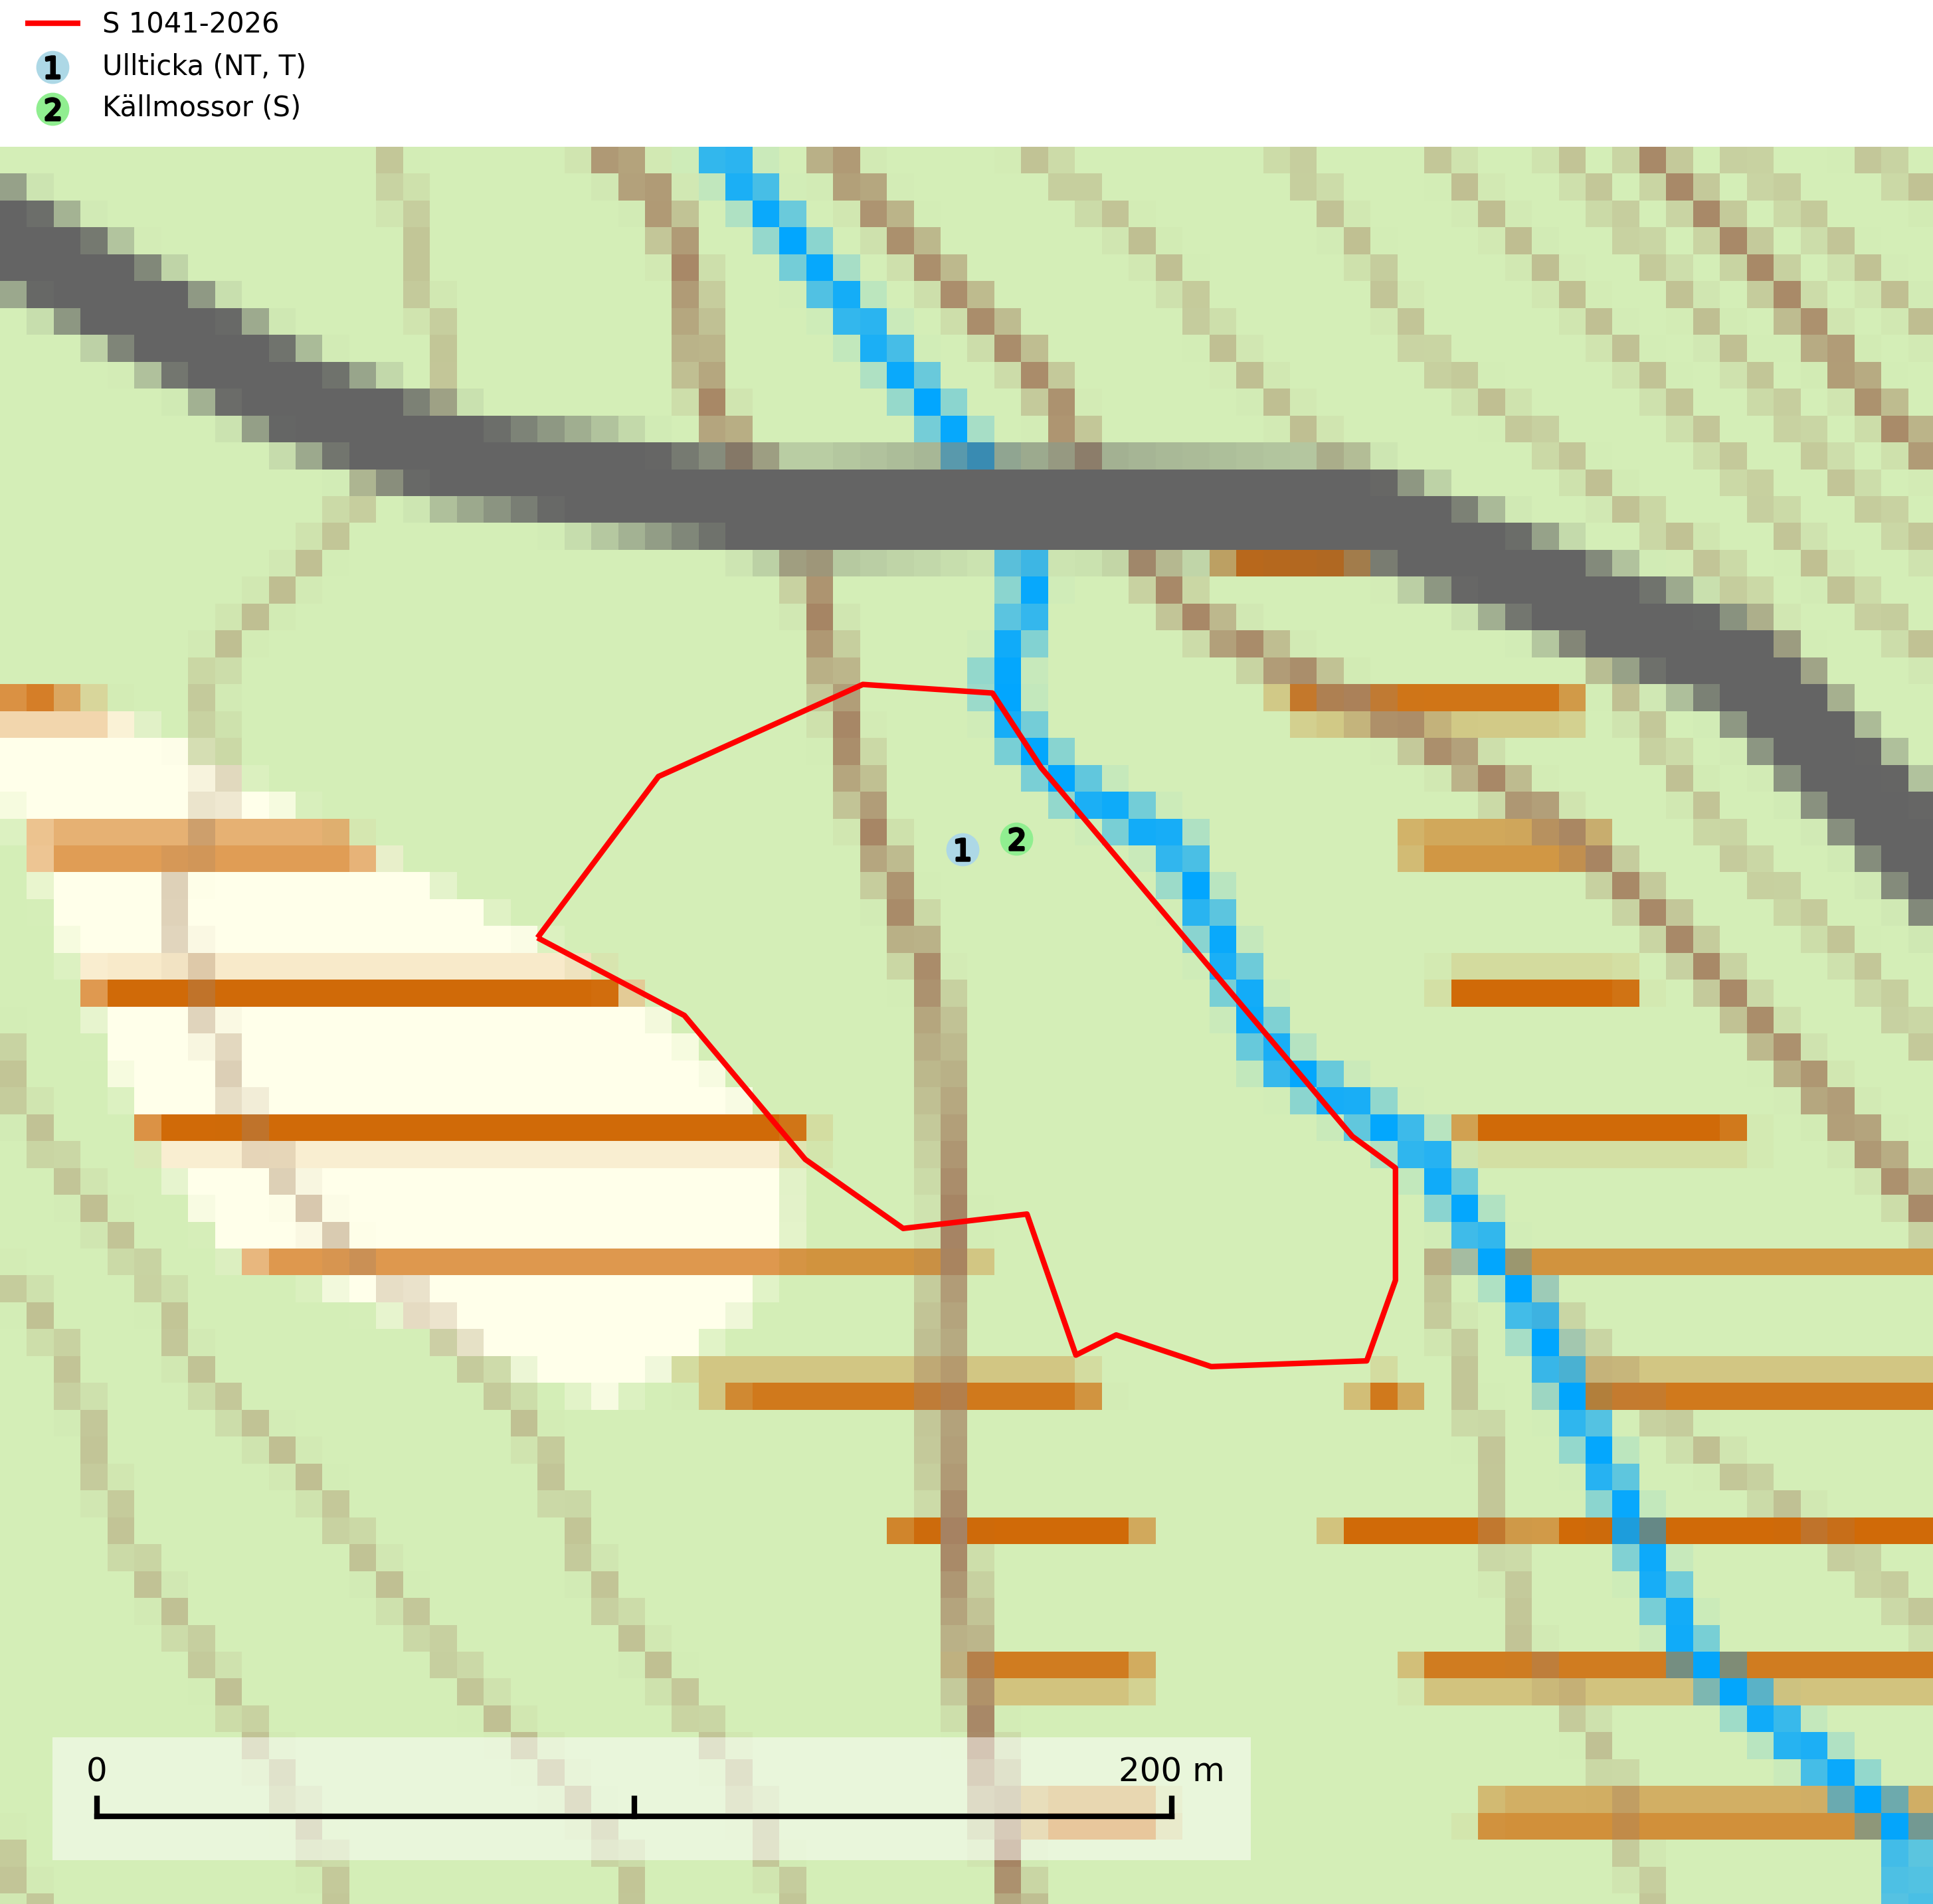 S 1041-2026
1 Ullticka (NT, T)
2 Källmossor (S)
1 2
0 200 m